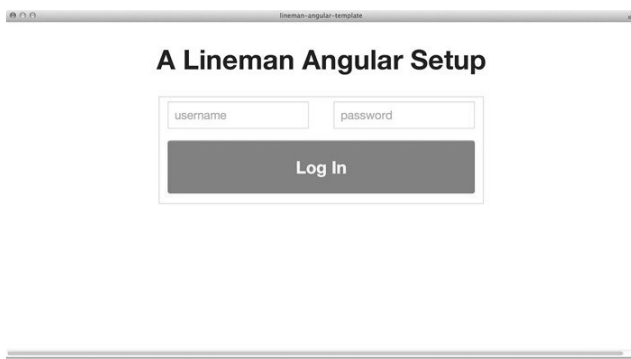 lineman-angular-template
A Lineman Angular Setup
username password
Log In